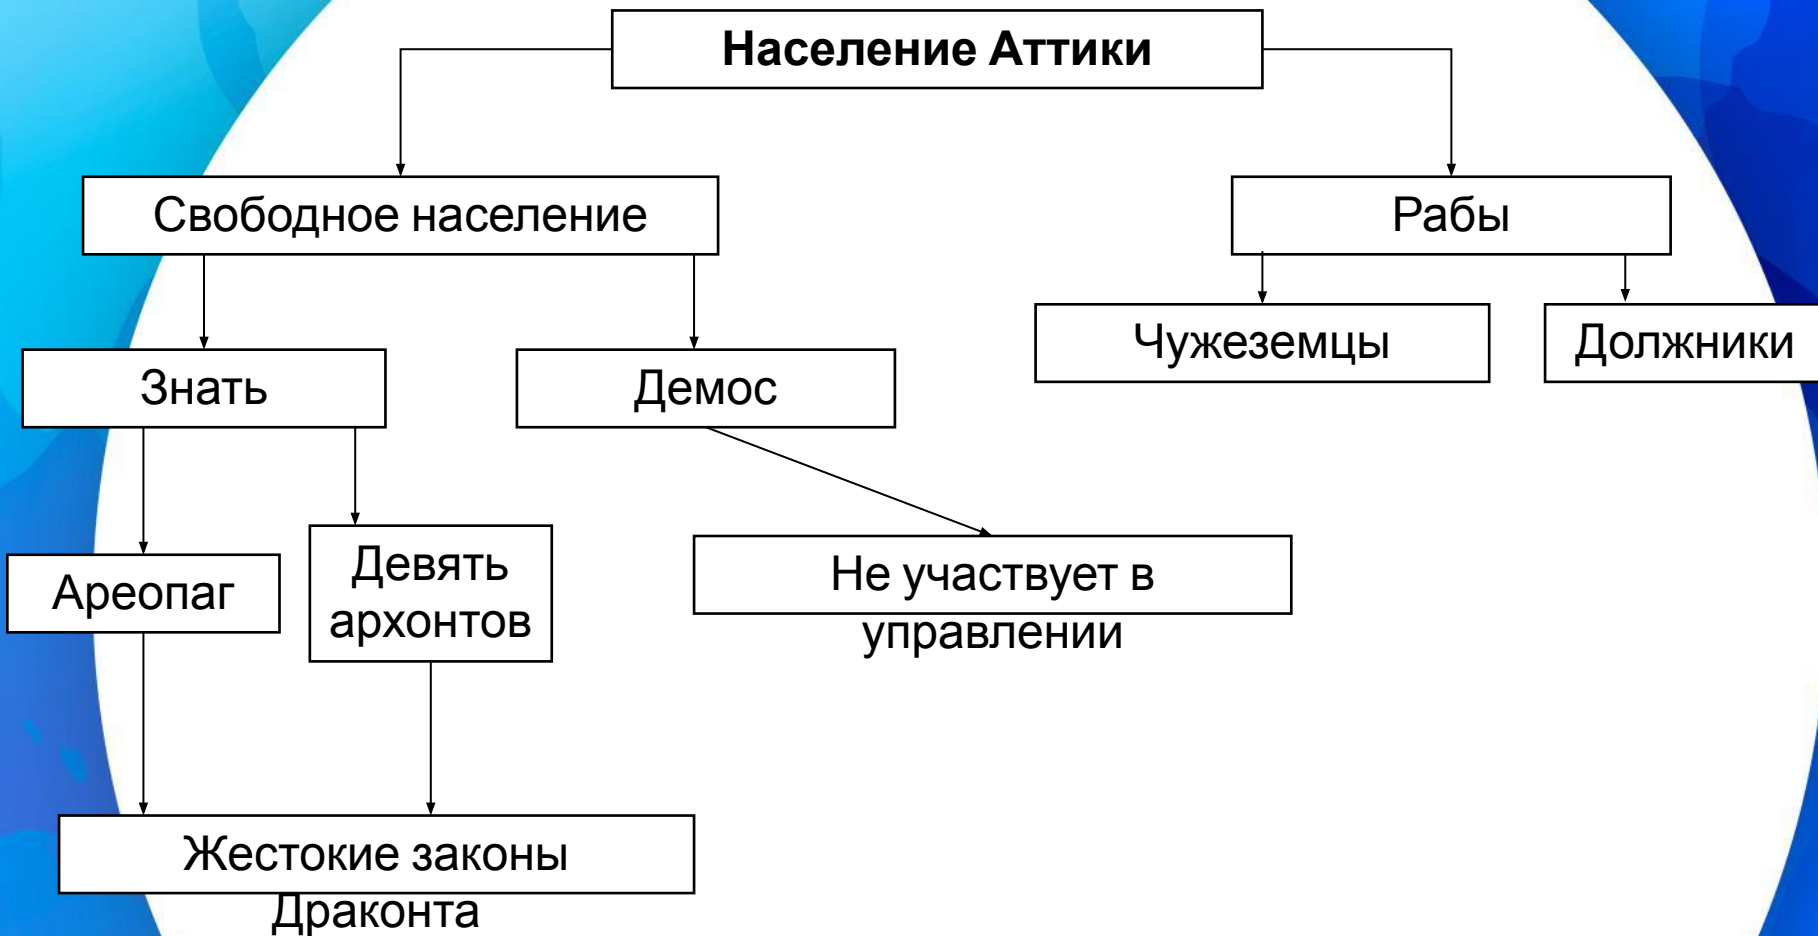 Население Аттики
Свободное население
Рабы
Чужеземцы
Должники
Знать
Демос
Ареопаг
Девять
архонтов
Не участвует в
управлении
Жестокие законы
Драконта